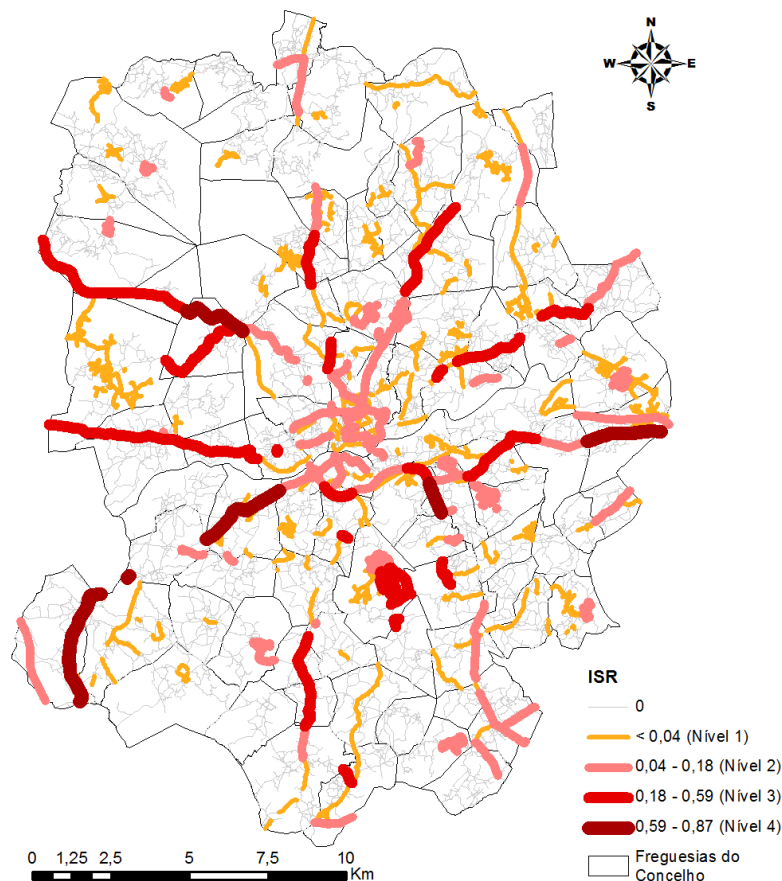 N
W E
S
ISR
0
< 0,04 (Nível 1)
0,04 - 0,18 (Nível 2)
0,18 - 0,59 (Nível 3)
0,59 - 0,87 (Nível 4)
Freguesias do
Concelho
0 1,25 2,5 5 7,5 10
Km